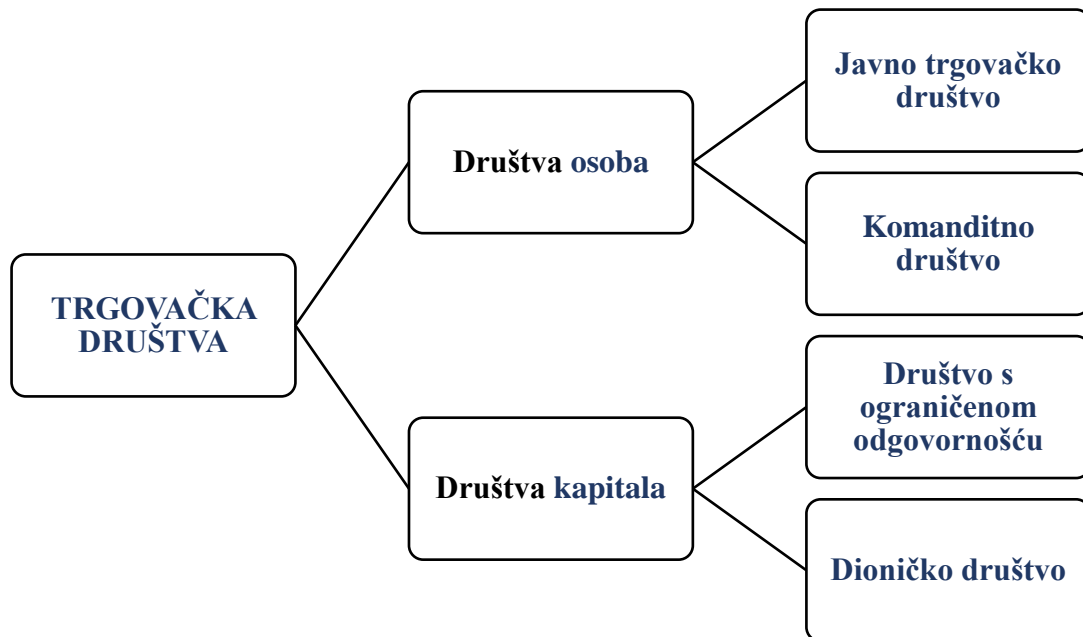 TRGOVAČKA
DRUŠTVA
Društva osoba
Javno trgovačko
društvo
Komanditno
društvo
Društva kapitala
Društvo s
ograničenom
odgovornošću
Dioničko društvo